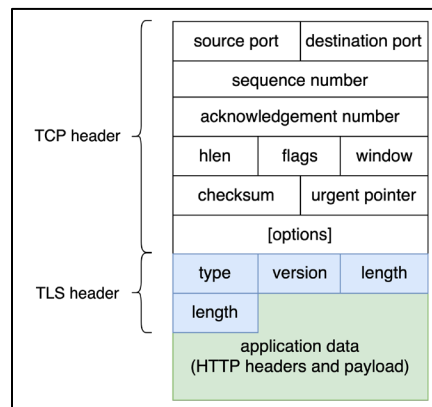 source port destination port
sequence number
acknowledgement number
TCP header
hlen flags window
checksum urgent pointer
[options]
type version length
TLS header
length
application data
(HTTP headers and payload)